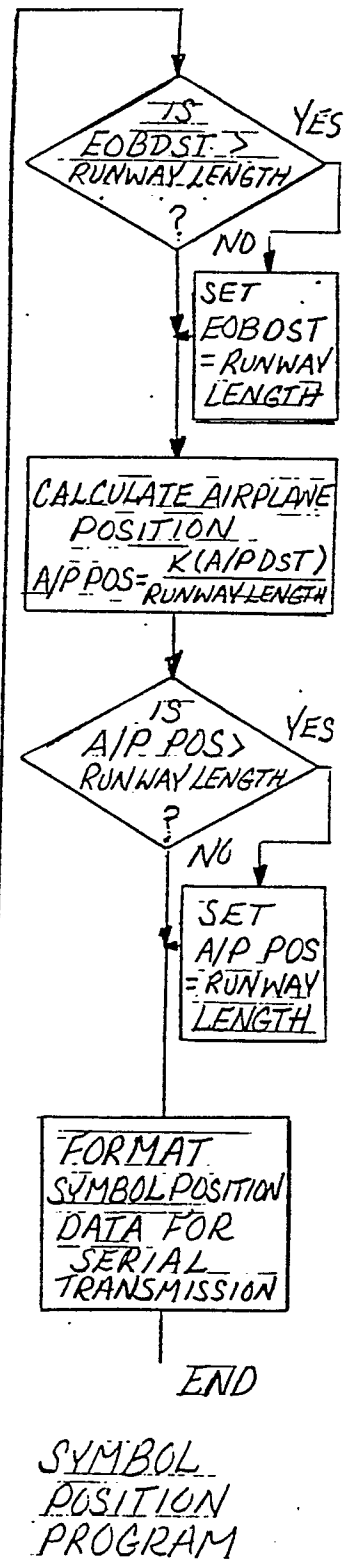 IS
EOBDST >
RUNWAY LENGTH
?
YES
NO
SET
EOBDST
= RUNWAY
LENGTH
CALCULATE AIRPLANE
POSITION
A/P POS = K(A/P DST)
RUNWAY LENGTH
IS
A/P POS >
RUNWAY LENGTH
?
YES
NO
SET
A/P POS
= RUNWAY
LENGTH
FORMAT
SYMBOL POSITION
DATA FOR
SERIAL
TRANSMISSION
END
SYMBOL
POSITION
PROGRAM